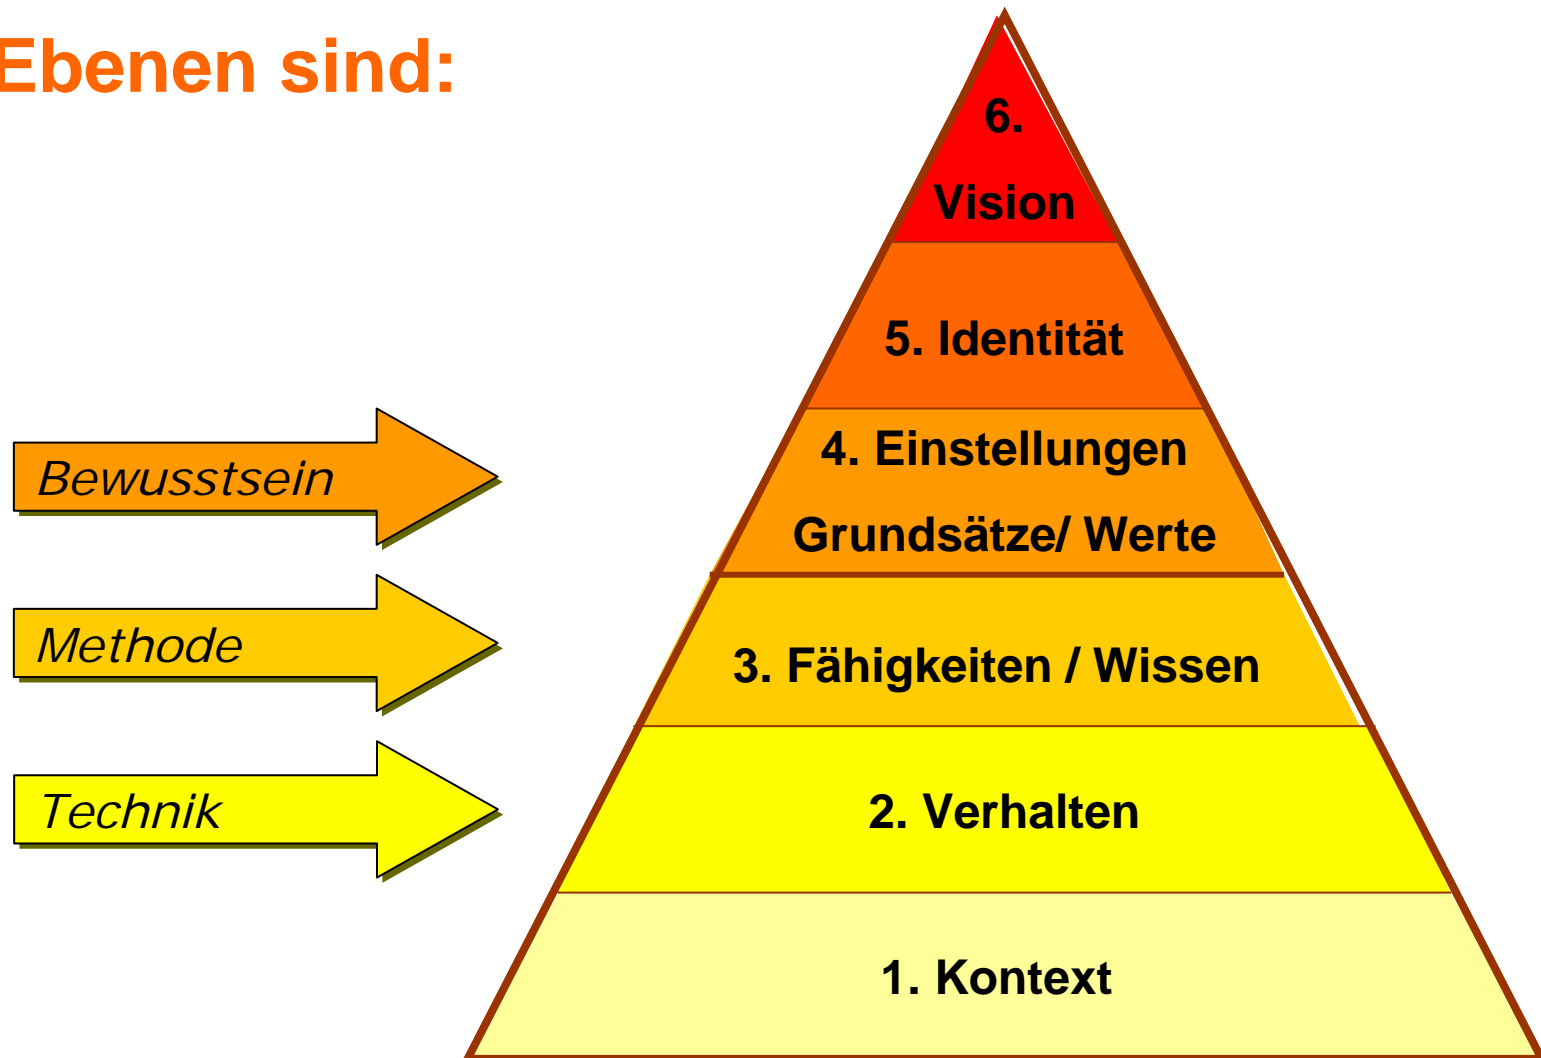 Ebenen sind:
6.
Vision
5. Identität
4. Einstellungen
Grundsätze/ Werte
3. Fähigkeiten / Wissen
2. Verhalten
1. Kontext
Bewusstsein
Methode
Technik